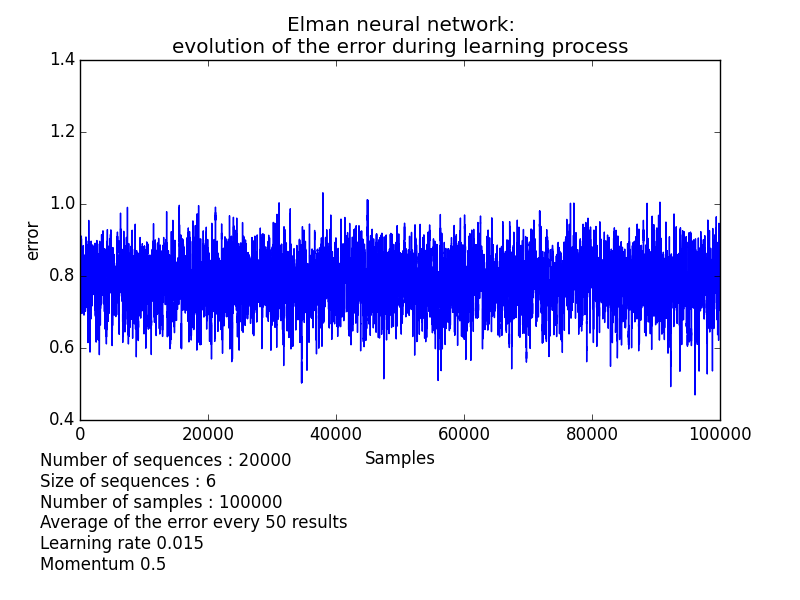 Elman neural network:
evolution of the error during learning process
1.4
1.2
1.0
0.8
0.6
0.4
error
0 20000 40000 60000 80000 100000
Samples
Number of sequences : 20000
Size of sequences : 6
Number of samples : 100000
Average of the error every 50 results
Learning rate 0.015
Momentum 0.5